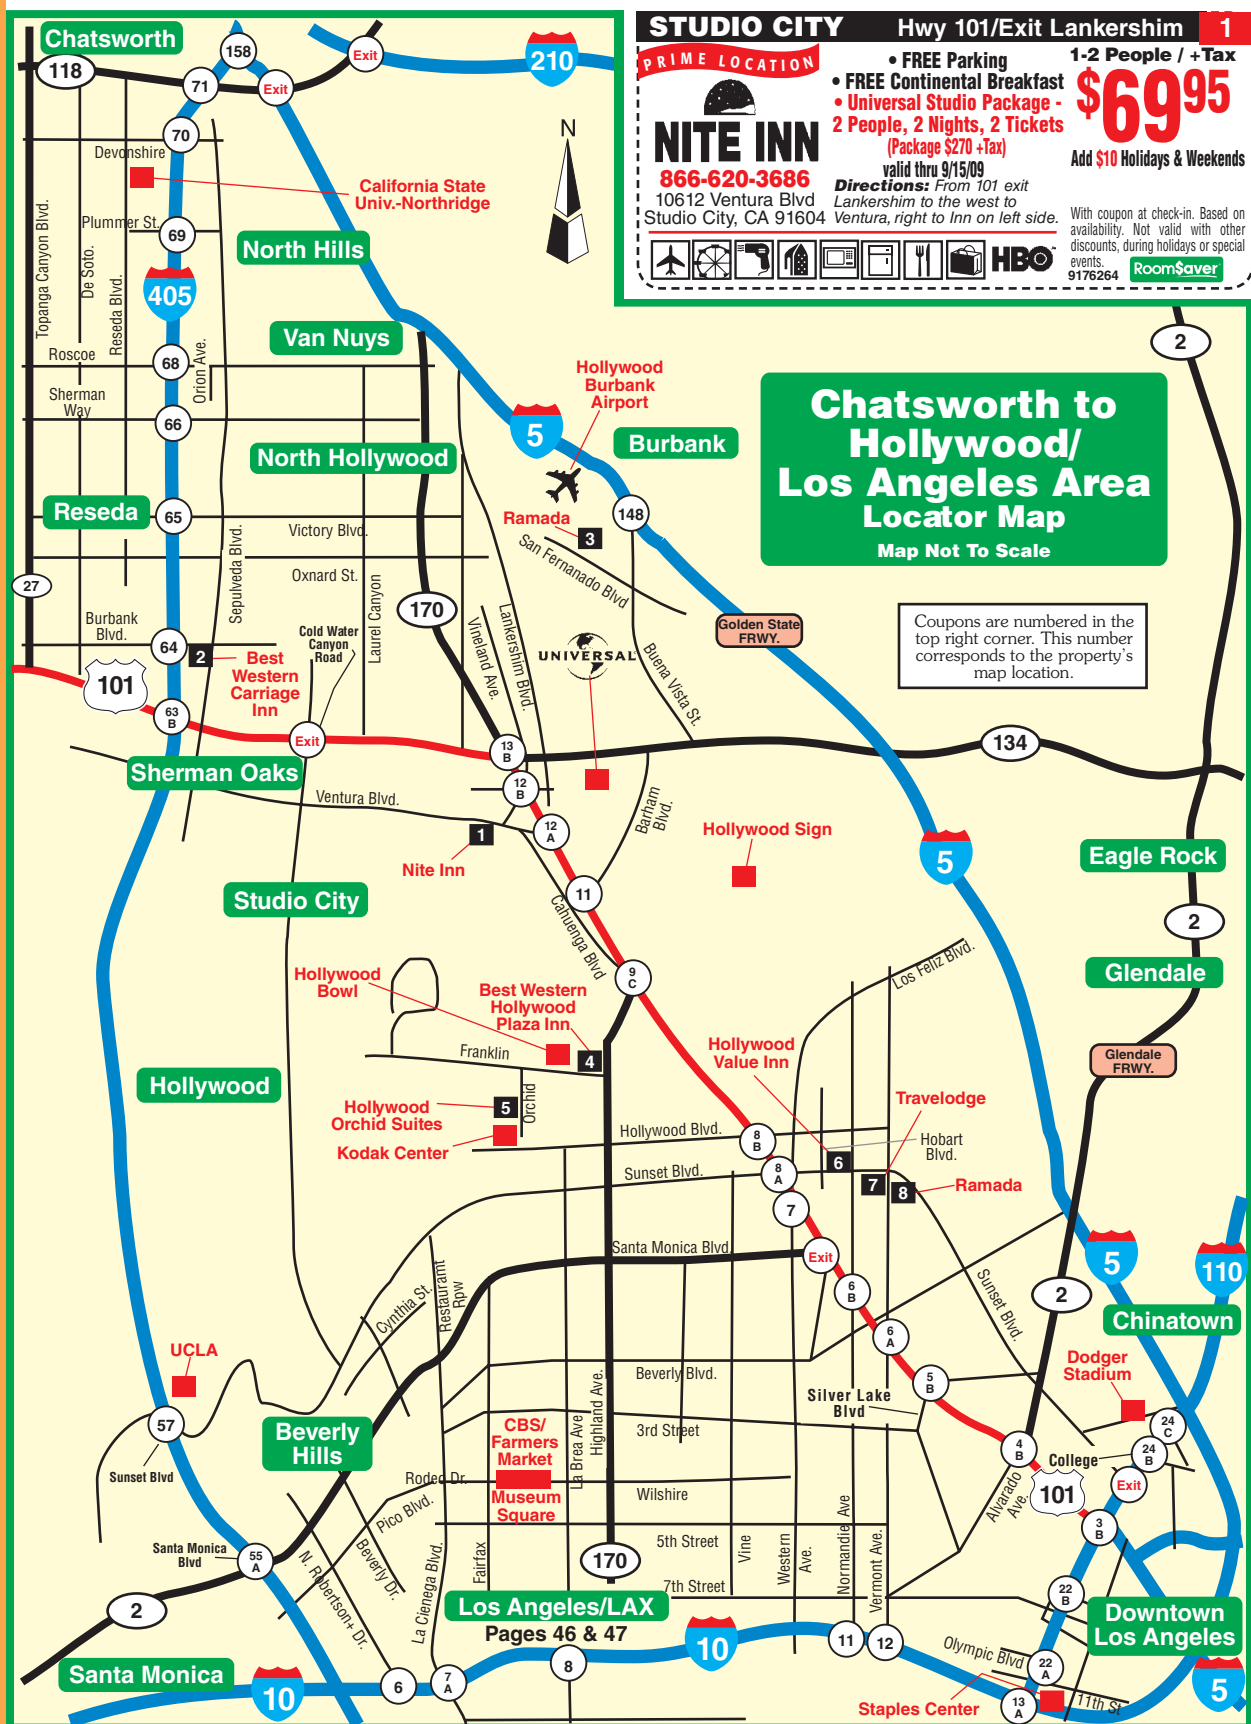 STUDIO CITY Hwy 101/Exit Lankershim 1
PRIME LOCATION
NITE INN
866-620-3686
10612 Ventura Blvd
Studio City, CA 91604
• FREE Parking
• FREE Continental Breakfast
• Universal Studio Package -
2 People, 2 Nights, 2 Tickets
(Package $270 +Tax)
valid thru 9/15/09
Directions: From 101 exit
Lankershim to the west to
Ventura, right to Inn on left side.
1-2 People / +Tax
$69 95
Add $10 Holidays & Weekends
With coupon at check-in. Based on
availability. Not valid with other
discounts, during holidays or special
events.
9176264
RoomSaver
HBO
Chatsworth
118
158
71
Exit
Exit
210
70
Devonshire
California State
Univ.-Northridge
N
Plummer St.
69
North Hills
Topanga Canyon Blvd.
De Soto.
Reseda Blvd.
405
Van Nuys
2
Roscoe
68
Orion Ave.
Sherman
Way
66
Hollywood
Burbank
Airport
5
Burbank
Chatsworth to
Hollywood/
Los Angeles Area
Locator Map
Map Not To Scale
North Hollywood
Reseda
65
148
Ramada
3
Victory Blvd.
San Fernanado Blvd
Sepulveda Blvd.
Oxnard St.
Laurel Canyon
27
170
Lankershim Blvd.
Vineland Ave.
Burbank
Blvd.
64
2
Best
Western
Carriage
Inn
Cold Water
Canyon
Road
UNIVERSAL
Buena Vista St.
Golden State
FRWY.
Coupons are numbered in the
top right corner. This number
corresponds to the property's
map location.
101
63
B
Exit
13
B
134
Sherman Oaks
12
B
Ventura Blvd.
Barham
Blvd.
12
A
1
Nite Inn
Hollywood Sign
5
Eagle Rock
11
Studio City
Cahuenga Blvd
2
Glendale
Los Feliz Blvd.
9
C
Hollywood
Bowl
Best Western
Hollywood
Plaza Inn
4
Franklin
Hollywood
Value Inn
Glendale
FRWY.
Hollywood
Orchid
5
Hollywood
Orchid Suites
Kodak Center
Travelodge
Hollywood Blvd.
8
B
Hobart
Blvd.
6
Sunset Blvd.
8
A
7
8
Ramada
7
Santa Monica Blvd.
Exit
5
110
Restauramt
Rpw
Cynthia St.
6
B
2
Sunset Blvd.
Chinatown
6
A
UCLA
Dodger
Stadium
Beverly Blvd.
5
B
Silver Lake
Blvd
57
Sunset Blvd
Beverly
Hills
CBS/
Farmers
Market
La Brea Ave
Highland Ave.
3rd Street
24
C
24
B
College
4
B
Rodeo Dr.
Museum
Square
Wilshire
Exit
101
Alvarado
Ave.
Pico Blvd.
3
B
Santa Monica
Blvd
55
A
Beverly Dr.
N. Robertson+ Dr.
La Cienega Blvd.
Fairfax
5th Street
170
7th Street
Vine
Western
Ave.
Normandie Ave
Vermont Ave.
22
B
2
Los Angeles/LAX
Pages 46 & 47
Downtown
Los Angeles
11
12
10
Olympic Blvd
Santa Monica
10
6
7
A
8
22
A
5
Staples Center
13
A
11th St